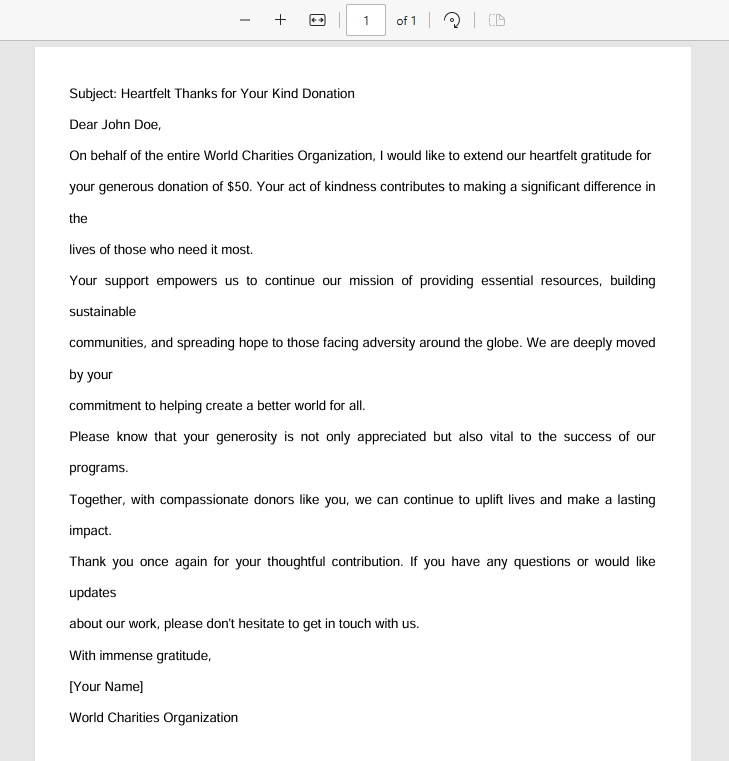 1 of 1
Subject: Heartfelt Thanks for Your Kind Donation
Dear John Doe,
On behalf of the entire World Charities Organization, I would like to extend our heartfelt gratitude for
your generous donation of $50. Your act of kindness contributes to making a significant difference in
the
lives of those who need it most.
Your support empowers us to continue our mission of providing essential resources, building
sustainable
communities, and spreading hope to those facing adversity around the globe. We are deeply moved
by your
commitment to helping create a better world for all.
Please know that your generosity is not only appreciated but also vital to the success of our
programs.
Together, with compassionate donors like you, we can continue to uplift lives and make a lasting
impact.
Thank you once again for your thoughtful contribution. If you have any questions or would like
updates
about our work, please don't hesitate to get in touch with us.
With immense gratitude,
[Your Name]
World Charities Organization